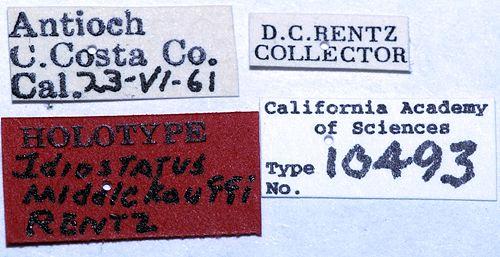 Antioch
C.Costa Co.
Cal.23-VI-61
D.C.RENTZ
COLLECTOR
HOLOTYPE
Idiostatus
middlekauffi
RENTZ
California Academy
of Sciences
Type 10493
No.